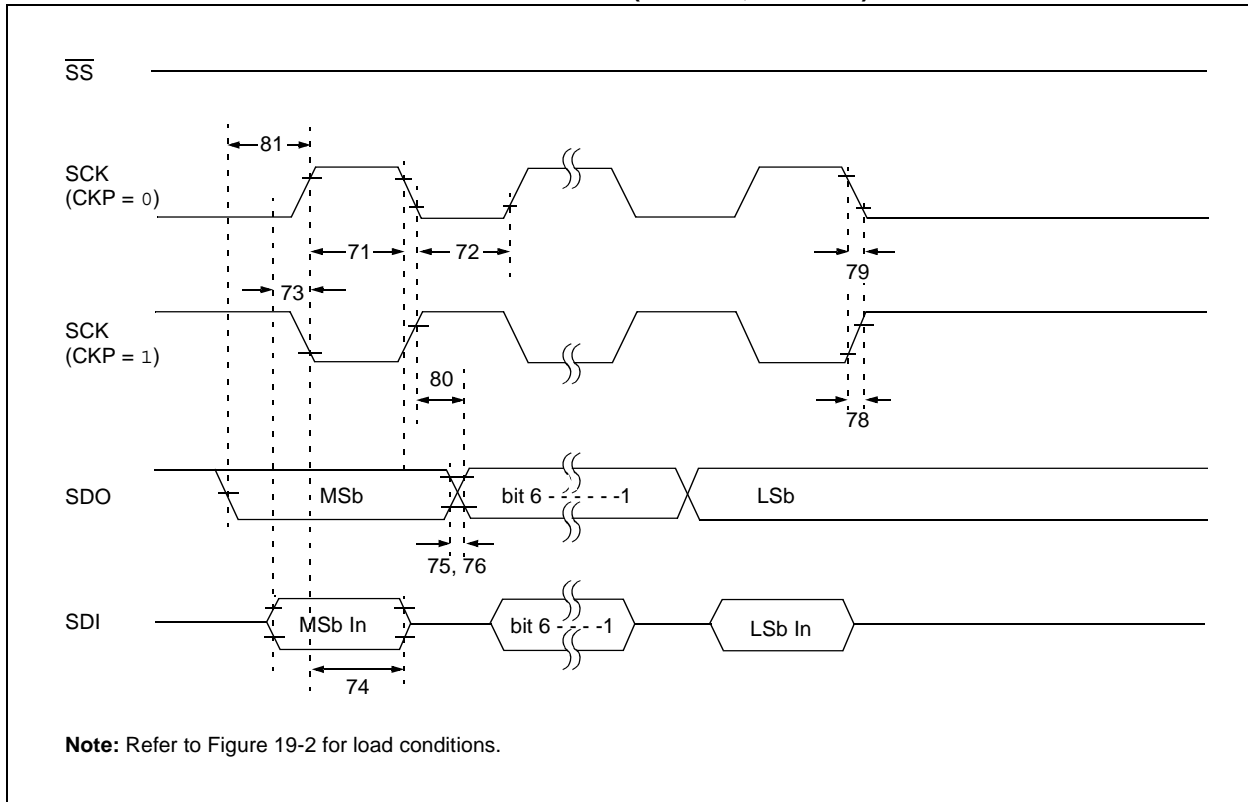 SS
81
SCK
(CKP = 0)
71
72
79
73
SCK
(CKP = 1)
80
78
SDO
MSb
bit 6 - - - - - - -1
LSb
75, 76
SDI
MSb In
bit 6 - - - - -1
LSb In
74
Note: Refer to Figure 19-2 for load conditions.